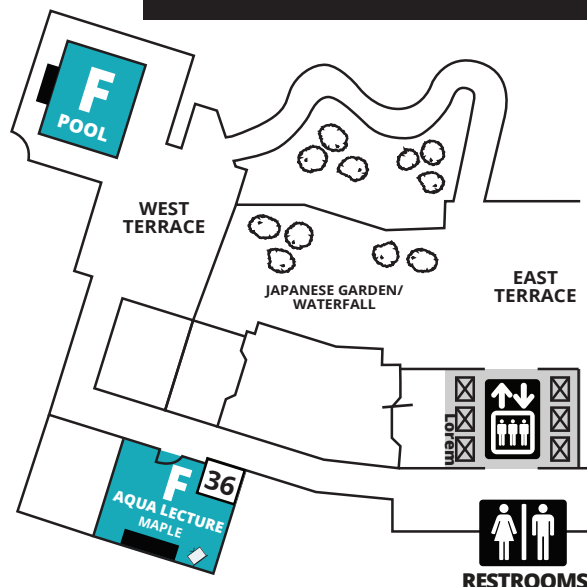 F
POOL
WEST
TERRACE
JAPANESE GARDEN/
WATERFALL
EAST
TERRACE
Lorem
F
36
AQUA LECTURE
MAPLE
RESTROOMS